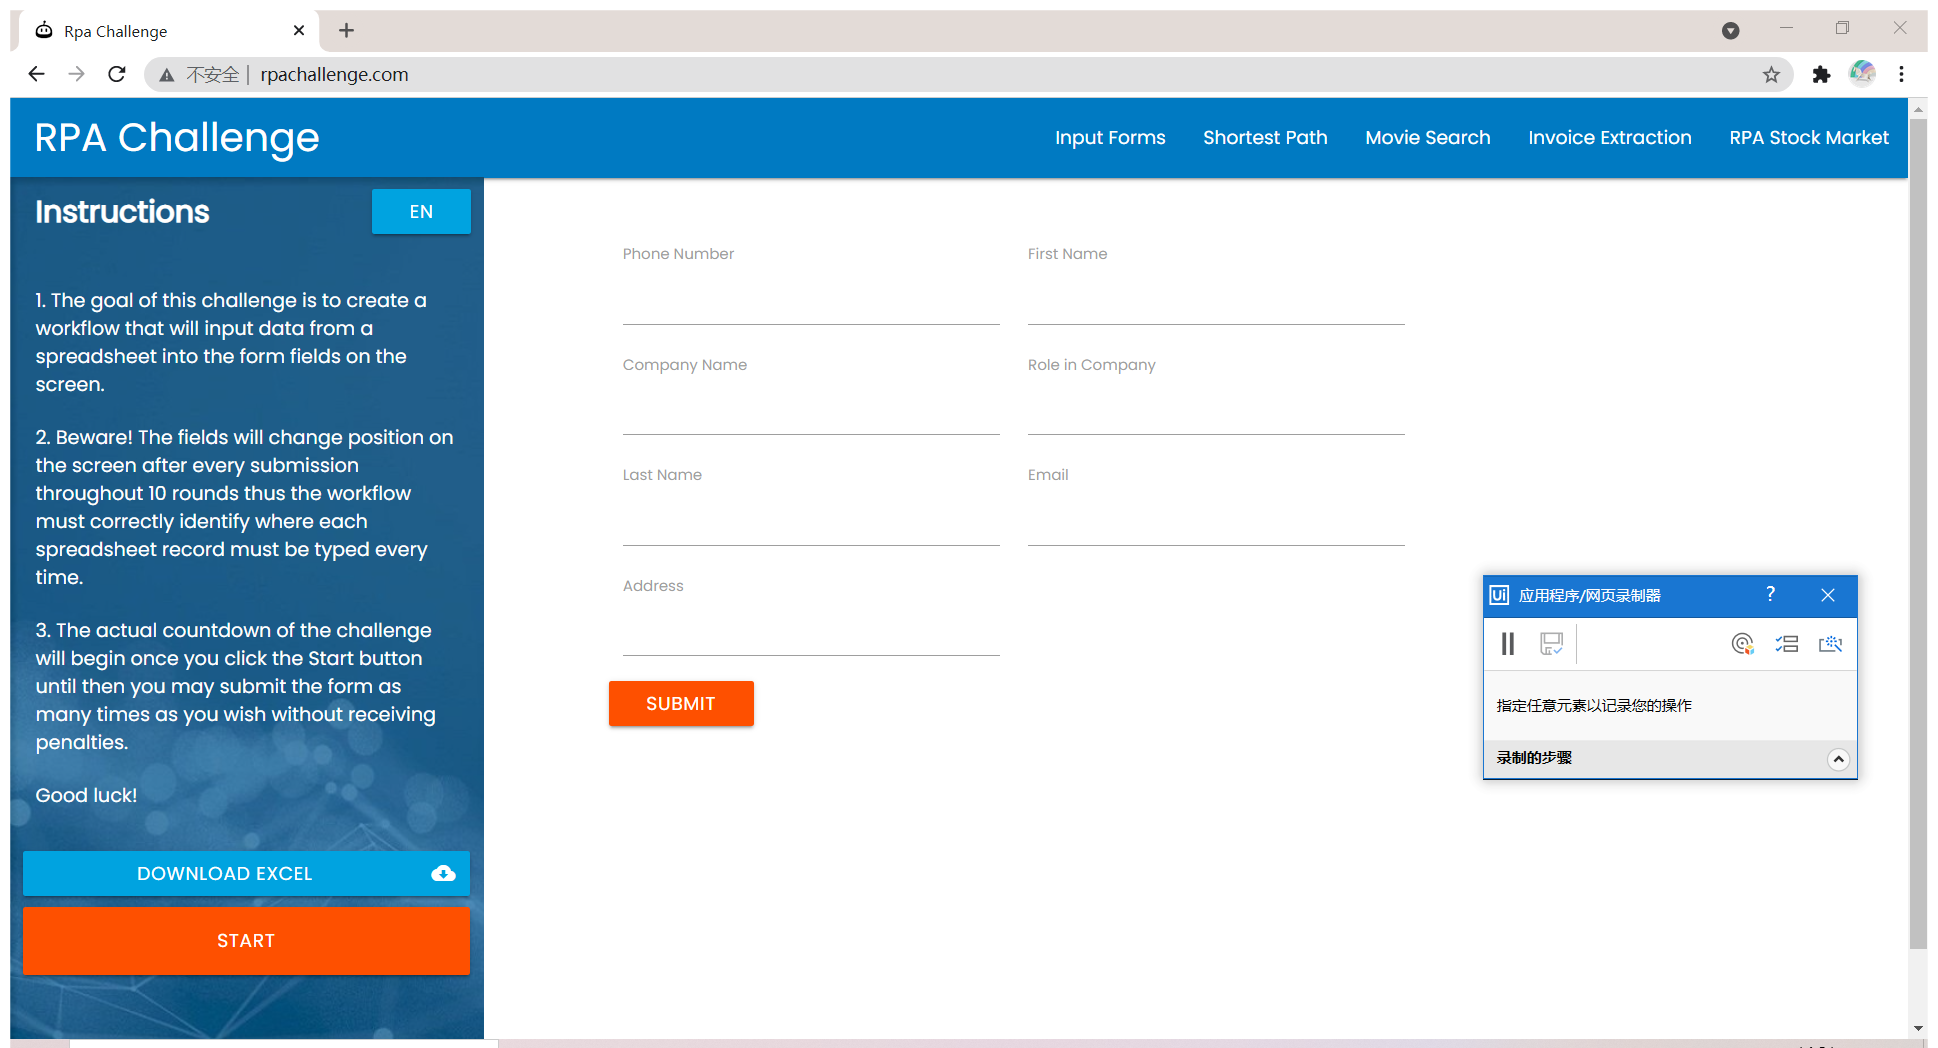 Rpa Challenge
不安全 | rpachallenge.com
RPA Challenge
Input Forms
Shortest Path
Movie Search
Invoice Extraction
RPA Stock Market
Instructions
EN
1. The goal of this challenge is to create a
workflow that will input data from a
spreadsheet into the form fields on the
screen.
2. Beware! The fields will change position on
the screen after every submission
throughout 10 rounds thus the workflow
must correctly identify where each
spreadsheet record must be typed every
time.
3. The actual countdown of the challenge
will begin once you click the Start button
until then you may submit the form as
many times as you wish without receiving
penalties.
Good luck!
DOWNLOAD EXCEL
START
Phone Number
First Name
Company Name
Role in Company
Last Name
Email
Address
SUBMIT
Ui 应用程序/网页录制器 ?
指定任意元素以记录您的操作
录制的步骤